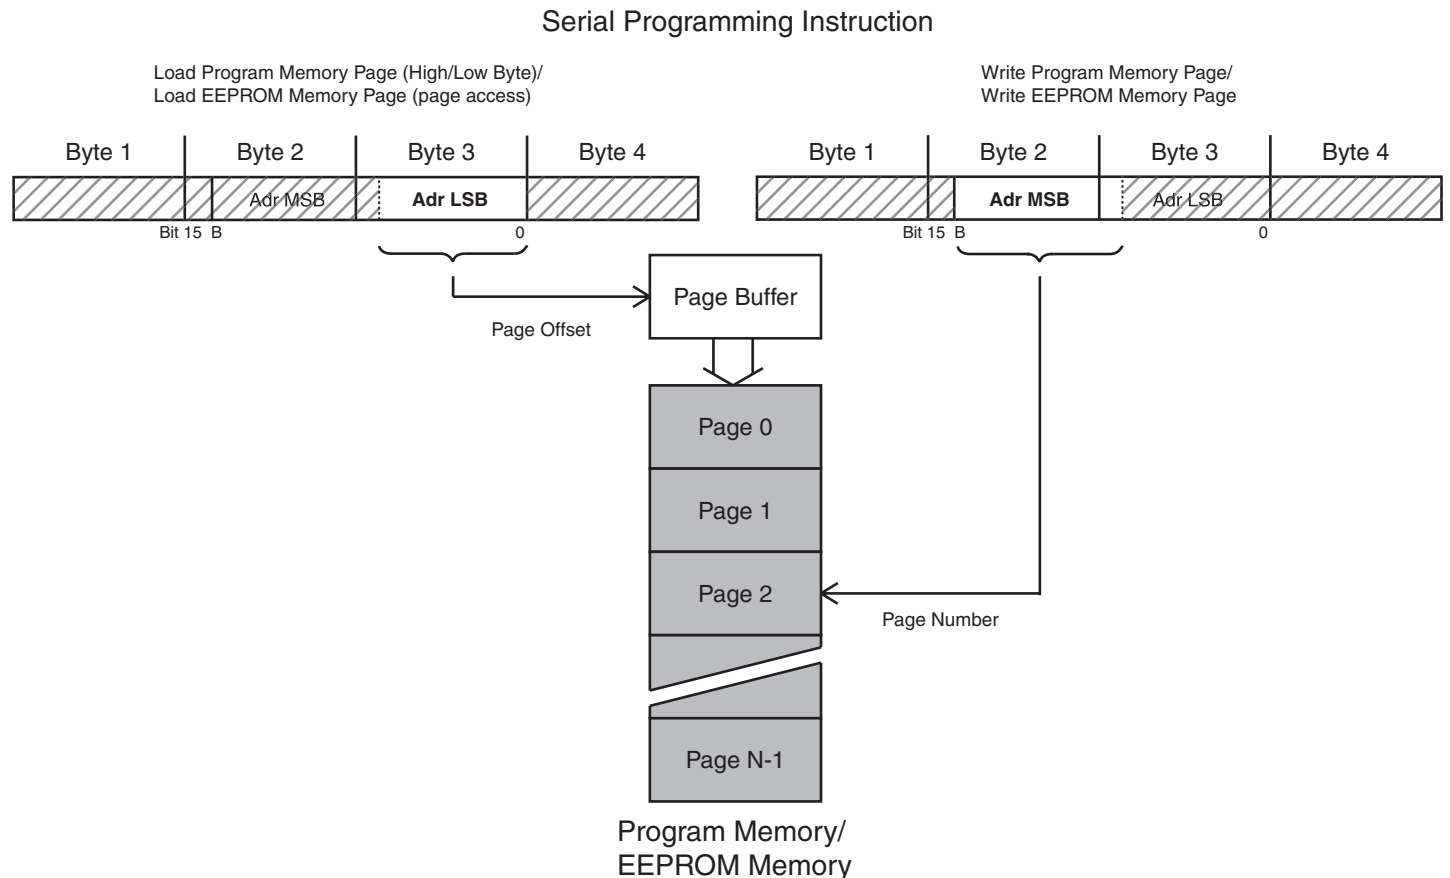 Serial Programming Instruction
Load Program Memory Page (High/Low Byte)/
Load EEPROM Memory Page (page access)
Write Program Memory Page/
Write EEPROM Memory Page
Byte 1 Byte 2 Byte 3 Byte 4
Adr MSB Adr LSB
Bit 15 B 0
Byte 1 Byte 2 Byte 3 Byte 4
Adr MSB Adr LSB
Bit 15 B 0
Page Buffer
Page Offset
Page 0
Page 1
Page 2
Page Number
Page N-1
Program Memory/
EEPROM Memory